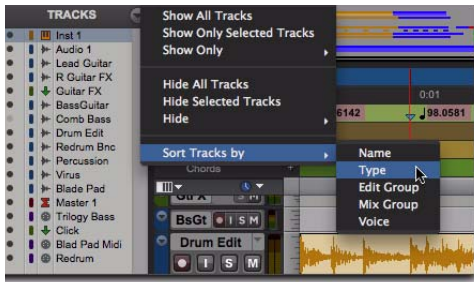 TRACKS
Inst 1
Audio 1
Lead Guitar
R Guitar FX
Guitar FX
BassGuitar
Comb Bass
Drum Edit
Redrum Bnc
Percussion
Virus
Blade Pad
Master 1
Trilogy Bass
Click
Blad Pad Midi
Redrum
Show All Tracks
Show Only Selected Tracks
Show Only
Hide All Tracks
Hide Selected Tracks
Hide
Sort Tracks by
Name
Type
Edit Group
Mix Group
Voice
0:01
6142
98.0581
Chords
+
S M
BsGt
I S M
Drum Edit
I S M